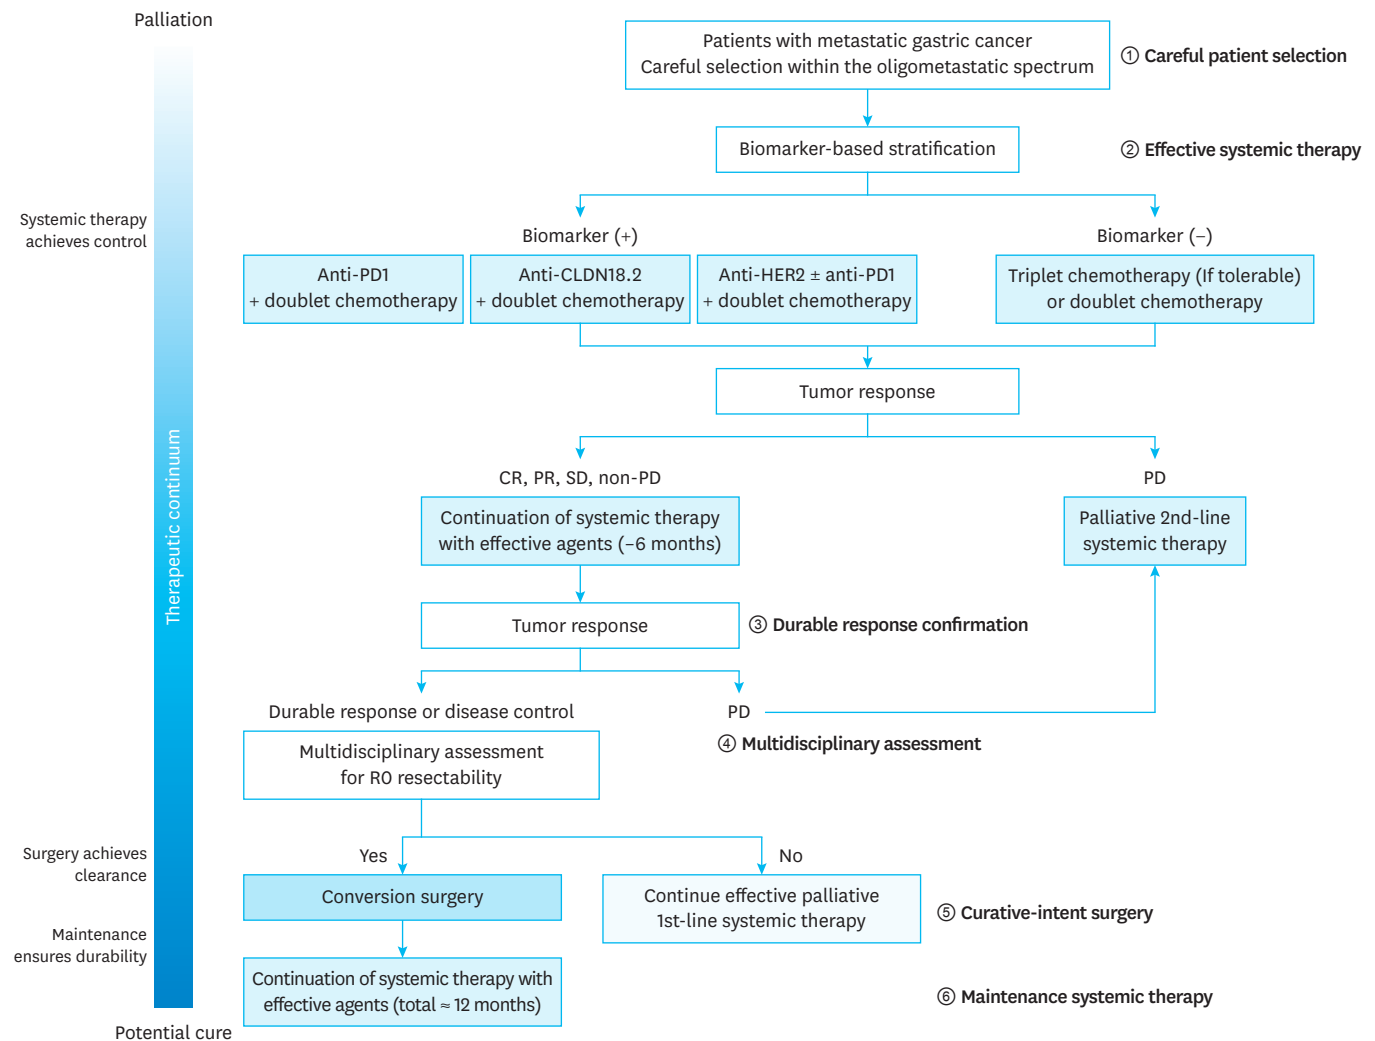 Palliation
Patients with metastatic gastric cancer
Careful selection within the oligometastatic spectrum
① Careful patient selection
Biomarker-based stratification
② Effective systemic therapy
Systemic therapy
achieves control
Biomarker (+)
Biomarker (−)
Anti-PD1
+ doublet chemotherapy
Anti-CLDN18.2
+ doublet chemotherapy
Anti-HER2 ± anti-PD1
+ doublet chemotherapy
Triplet chemotherapy (If tolerable)
or doublet chemotherapy
Tumor response
Therapeutic continuum
CR, PR, SD, non-PD
PD
Continuation of systemic therapy
with effective agents (−6 months)
Palliative 2nd-line
systemic therapy
Tumor response
③ Durable response confirmation
Durable response or disease control
PD
④ Multidisciplinary assessment
Multidisciplinary assessment
for R0 resectability
Surgery achieves
clearance
Yes
No
Conversion surgery
Continue effective palliative
1st-line systemic therapy
⑤ Curative-intent surgery
Maintenance
ensures durability
Continuation of systemic therapy with
effective agents (total ≈ 12 months)
⑥ Maintenance systemic therapy
Potential cure